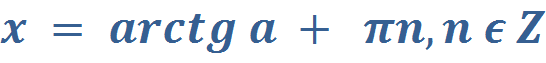 x = arctg a + πn, n ϵ Z